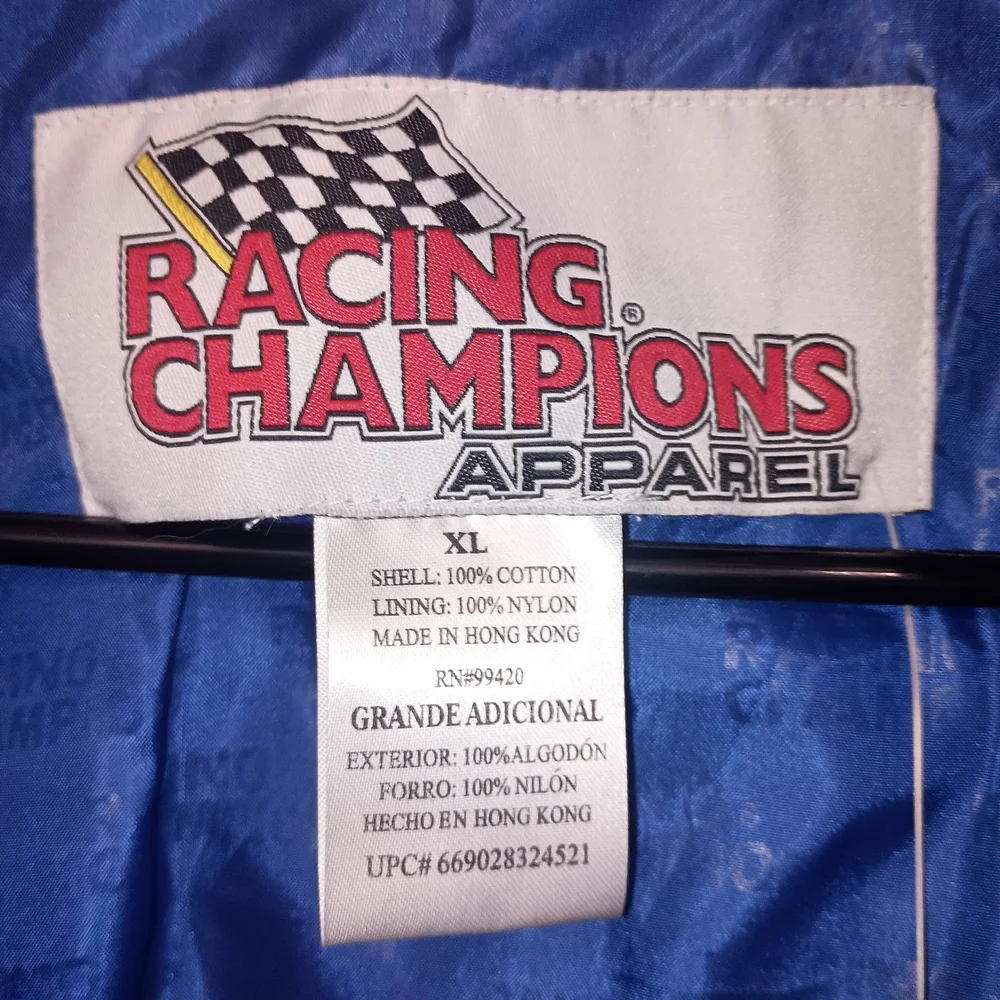 RACING
CHAMPIONS®
APPAREL
XL
SHELL: 100% COTTON
LINING: 100% NYLON
MADE IN HONG KONG
RN#99420
GRANDE ADICIONAL
EXTERIOR: 100%ALGODÓN
FORRO: 100% NILÓN
HECHO EN HONG KONG
UPC# 669028324521